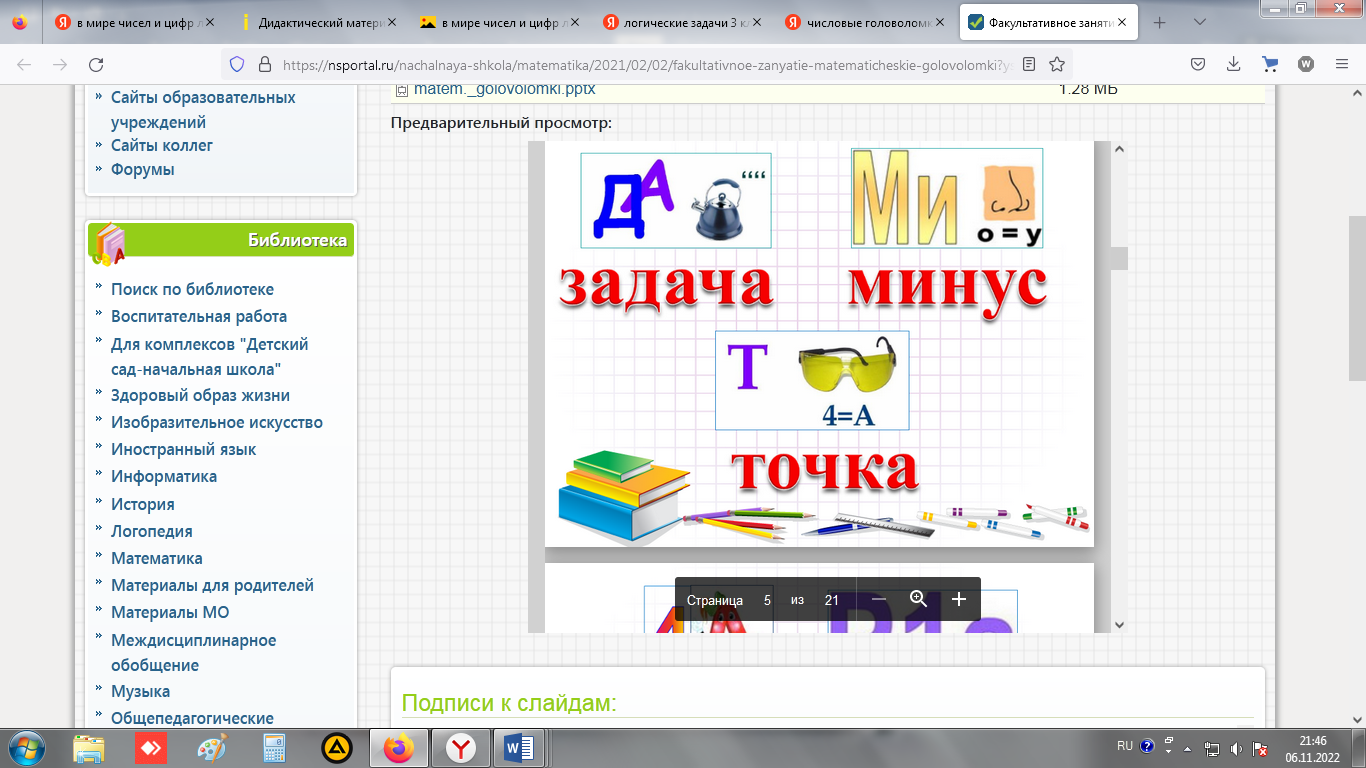 в мире чисел и цифр л
Дидактический матери
в мире чисел и цифр л
логические задачи 3 кл
числовые головоломк
Факультативное заняти
https://nsportal.ru/nachalnaya-shkola/matematika/2021/02/02/fakultativnoe-zanyatie-matematicheskie-golovolomki?y
matem._golovolomki.pptx
1.28 МБ
Сайты образовательных
учреждений
Сайты коллег
Форумы
Библиотека
Поиск по библиотеке
Воспитательная работа
Для комплексов "Детский
сад-начальная школа"
Здоровый образ жизни
Изобразительное искусство
Иностранный язык
Информатика
История
Логопедия
Математика
Материалы для родителей
Материалы МО
Междисциплинарное
обобщение
Музыка
Общепедагогические
Предварительный просмотр:
ДА
‘‘‘‘
Ми
о = у
задача
минус
Т
4=А
точка
Страница 5 из 21
Подписи к слайдам:
RU
21:46
06.11.2022